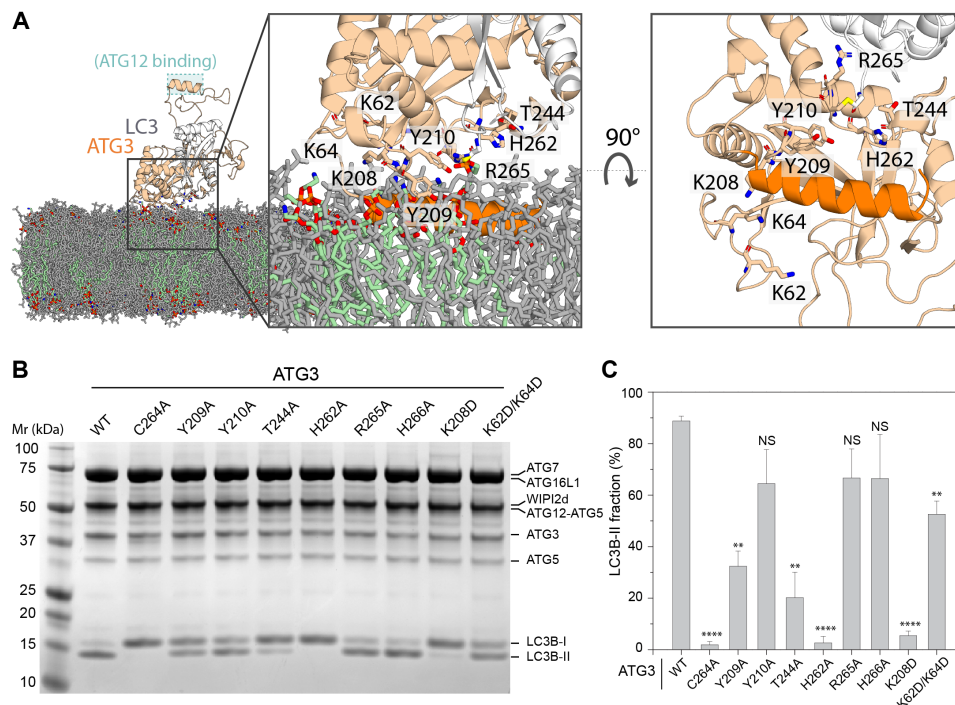 A
(ATG12 binding)
LC3
ATG3
K62
K64
K208
Y210
Y209
T244
H262
R265
90°
R265
Y210
T244
Y209
H262
K208
K64
K62
B
ATG3
Mr (kDa)
WT
C264A
Y209A
Y210A
T244A
H262A
R265A
H266A
K208D
K62D/K64D
100
75
50
37
25
20
15
10
ATG7
ATG16L1
WIPI2d
ATG12-ATG5
ATG3
ATG5
LC3B-I
LC3B-II
C
LC3B-II fraction (%)
100
80
60
40
20
0
****
**
NS
**
****
NS
NS
****
**
ATG3
WT
C264A
Y209A
Y210A
T244A
H262A
R265A
H266A
K208D
K62D/K64D